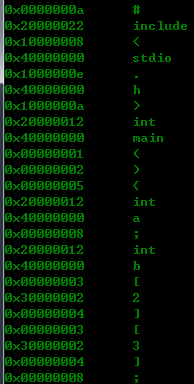 0x0000000a #
0x20000022 include
0x10000008 <
0x40000000 stdio
0x1000000e .
0x40000000 h
0x1000000a >
0x20000012 int
0x40000000 main
0x00000001 (
0x00000002 )
0x00000005 {
0x20000012 int
0x40000000 a
0x00000008 ;
0x20000012 int
0x40000000 b
0x00000003 [
0x30000002 2
0x00000004 ]
0x00000003 [
0x30000002 3
0x00000004 ]
0x00000008 ;